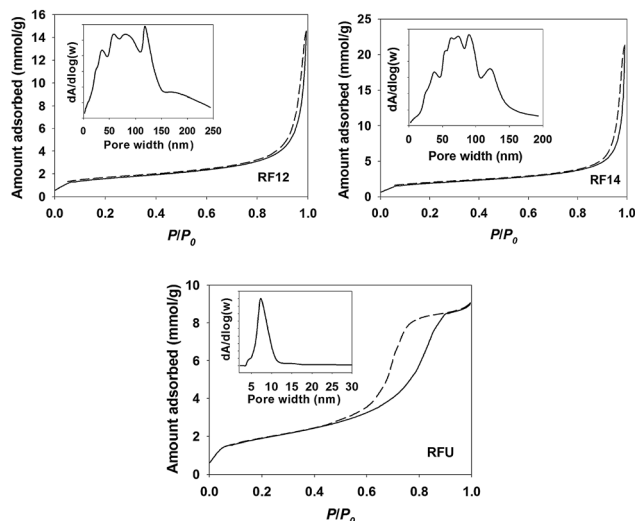 Amount adsorbed (mmol/g)
16
14
12
10
8
6
4
2
0
0.0 0.2 0.4 0.6 0.8 1.0
P/P0
RF12
dA/dlog(w)
0 50 100 150 200 250
Pore width (nm)
Amount adsorbed (mmol/g)
25
20
15
10
5
0
0.0 0.2 0.4 0.6 0.8 1.0
P/P0
RF14
dA/dlog(w)
0 50 100 150 200
Pore width (nm)
Amount adsorbed (mmol/g)
10
8
6
4
2
0
0.0 0.2 0.4 0.6 0.8 1.0
P/P0
RFU
dA/dlog(w)
5 10 15 20 25 30
Pore width (nm)